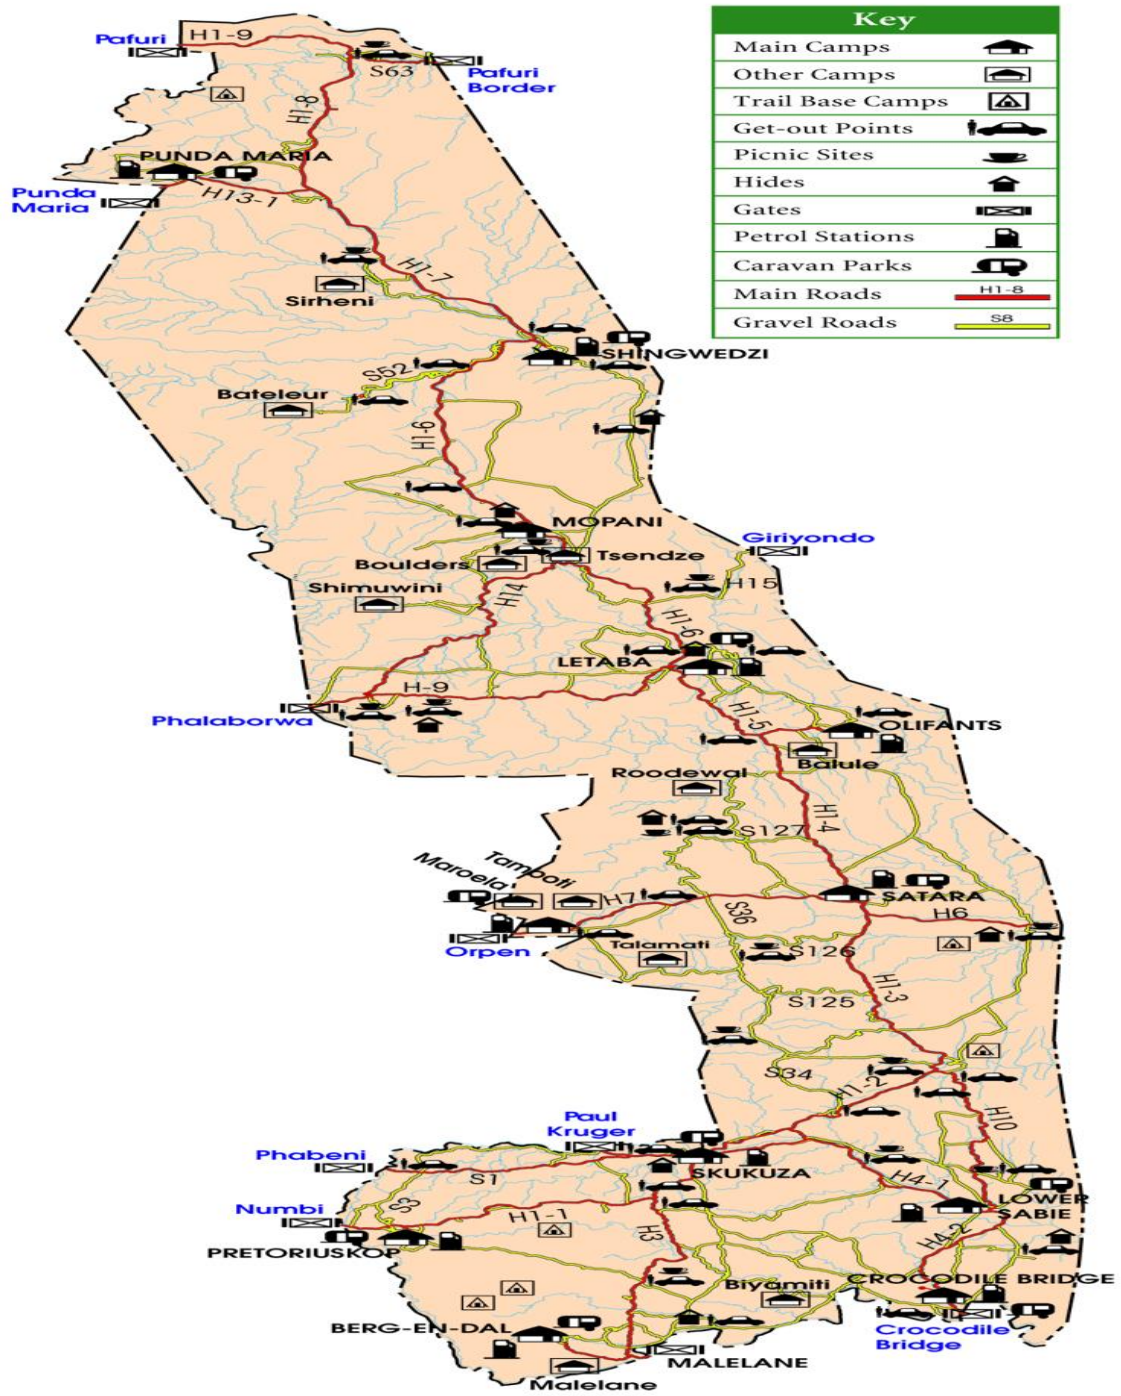 Key
Main Camps
Other Camps
Trail Base Camps
Get-out Points
Picnic Sites
Hides
Gates
Petrol Stations
Caravan Parks
Main Roads H1-8
Gravel Roads S8
Pafuri
H1-9
S63
Pafuri
Border
H1-8
PUNDA MARIA
Punda
Maria
H13-1
H1-7
Sirheni
SHINGWEDZI
S52
Bateleur
H1-6
MOPANI
Giriyondo
Tsendze
Boulders
H15
Shimuwini
H14
H1-6
LETABA
H-9
Phalaborwa
H1-5
OLIFANTS
Balule
Roodewal
H1-4
S127
Tamboti
Maroela
H7
SATARA
S36
H6
Orpen
Talamati
S126
H1-3
S125
S34
H1-2
H10
Paul
Kruger
Phabeni
SKUKUZA
S1
H4-1
S3
LOWER
SABIE
Numbi
H1-1
H3
H4-2
PRETORIUSKOP
Biyamiti
CROCODILE BRIDGE
BERG-EN-DAL
Crocodile
Bridge
MALELANE
Malelane